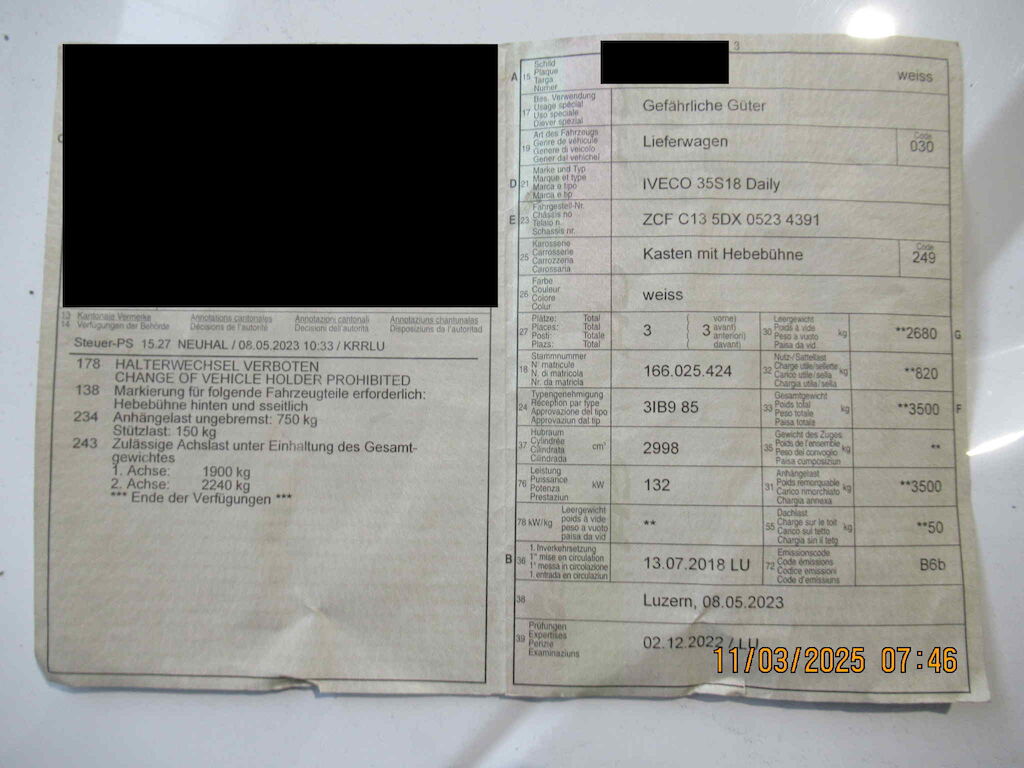 13 Kantonale Vermerke Annotations cantonales Annotazioni cantonali Annotaziuns chantunalas
14 Verfügungen der Behörde Décisions de l'autorité Decisioni dell'autorità Disposiziuns da l'autoritad
Steuer-PS 15.27 NEUHAL / 08.05.2023 10:33 / KRRLU
178 HALTERWECHSEL VERBOTEN
CHANGE OF VEHICLE HOLDER PROHIBITED
138 Markierung für folgende Fahrzeugteile erforderlich:
Hebebühne hinten und sseitlich
234 Anhängelast ungebremst: 750 kg
Stützlast: 150 kg
243 Zulässige Achslast unter Einhaltung des Gesamt-
gewichtes
1. Achse: 1900 kg
2. Achse: 2240 kg
*** Ende der Verfügungen ***
3
A 15 Schild
Plaque
Targa
Numer
weiss
17 Bes. Verwendung
Usage spécial
Uso speciale
Diever spezial
Gefährliche Güter
19 Art des Fahrzeugs
Genre de véhicule
Genere di veicolo
Gener dal vehichel
Lieferwagen
Code
030
D 21 Marke und Typ
Marque et type
Marca e tipo
Marca e tip
IVECO 35S18 Daily
E 23 Fahrgestell-Nr.
Châssis no
Telaio n.
Schassis nr.
ZCF C13 5DX 0523 4391
25 Karosserie
Carrosserie
Carrozzeria
Carossaria
Kasten mit Hebebühne
Code
249
26 Farbe
Couleur
Colore
Colur
weiss
27 Plätze: Total
Places: Total
Posti: Totale
Plazs: Total
3
( vorne)
3 avant)
anteriori)
( davant)
30 Leergewicht
Poids à vide
Peso a vuoto
Paisa da vid
kg
**2680 G
18 Stammnummer
N. matricule
N. di matricola
Nr. da matricla
166.025.424
32 Nutz-/Sattellast
Charge utile/sellette
Carico utile/sella
Chargia utila/sella
kg
**820
24 Typengenehmigung
Réception par type
Approvazione del tipo
Approvaziun dal tip
3IB9 85
33 Gesamtgewicht
Poids total
Peso totale
Paisa totala
kg
**3500 F
37 Hubraum
Cylindrée
Cilindrata
Cilindrada
cm³
2998
35 Gewicht des Zuges
Poids de l'ensemble
Peso del convoglio
Paisa cumposiziun
kg
**
76 Leistung
Puissance
Potenza
Prestaziun
kW
132
31 Anhängelast
Poids remorquable
Carico rimorchiato
Chargia annexa
kg
**3500
78 kW/kg Leergewicht
poids à vide
peso a vuoto
paisa da vid
**
55 Dachlast
Charge sur le toit
Carico sul tetto
Chargia sin il tetg
kg
**50
B 36 1. Inverkehrsetzung
1re mise en circulation
1a messa in circolazione
1. entrada en circulaziun
13.07.2018 LU
72 Emissionscode
Code émissions
Codice emissioni
Code d'emissiuns
B6b
38 Luzern, 08.05.2023
39 Prüfungen
Expertises
Perizie
Examinaziuns
02.12.2022 / LU
11/03/2025 07:46